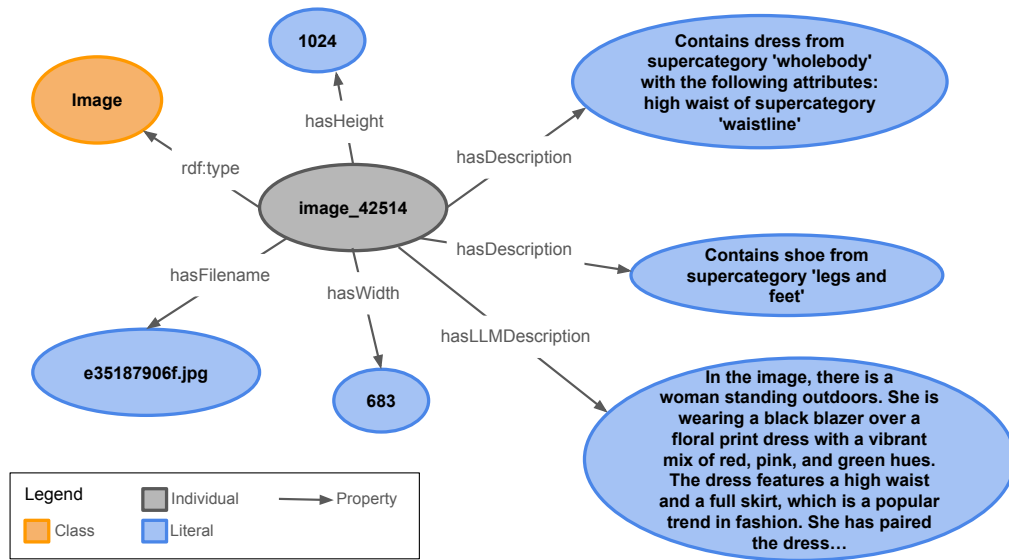 1024
Image
hasHeight
rdf:type
image_42514
hasDescription
Contains dress from
supercategory 'wholebody'
with the following attributes:
high waist of supercategory
'waistline'
hasDescription
Contains shoe from
supercategory 'legs and
feet'
hasFilename
hasWidth
hasLLMDescription
e35187906f.jpg
683
In the image, there is a
woman standing outdoors. She is
wearing a black blazer over a
floral print dress with a vibrant
mix of red, pink, and green hues.
The dress features a high waist
and a full skirt, which is a popular
trend in fashion. She has paired
the dress…
Legend
Individual
Property
Class
Literal